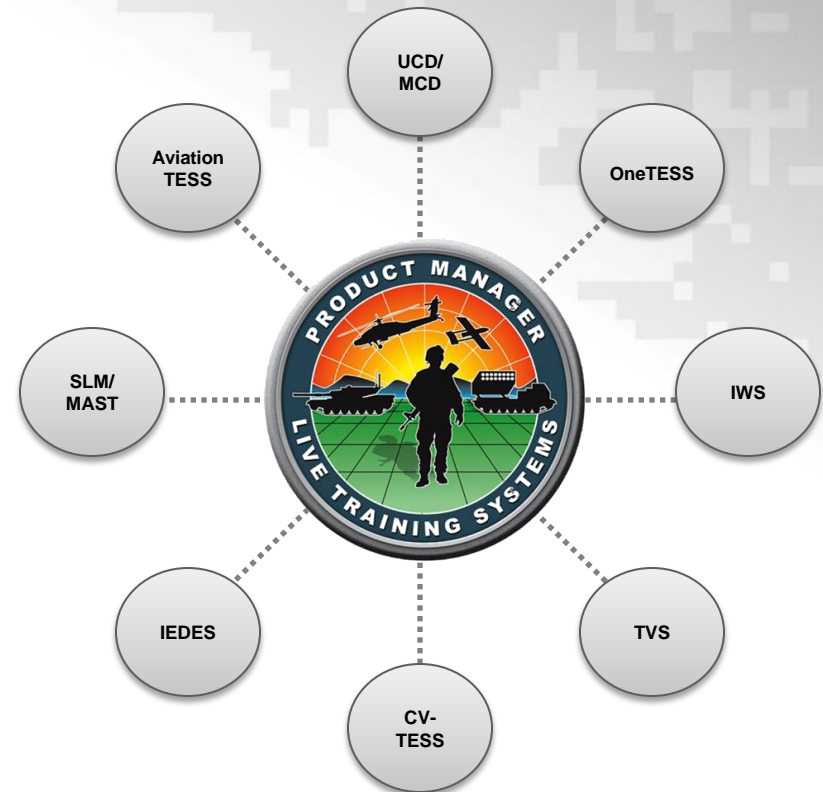 UCD/
MCD
Aviation
TESS
OneTESS
PRODUCT MANAGER
LIVE TRAINING SYSTEMS
SLM/
MAST
IWS
IEDES
TVS
CV-
TESS